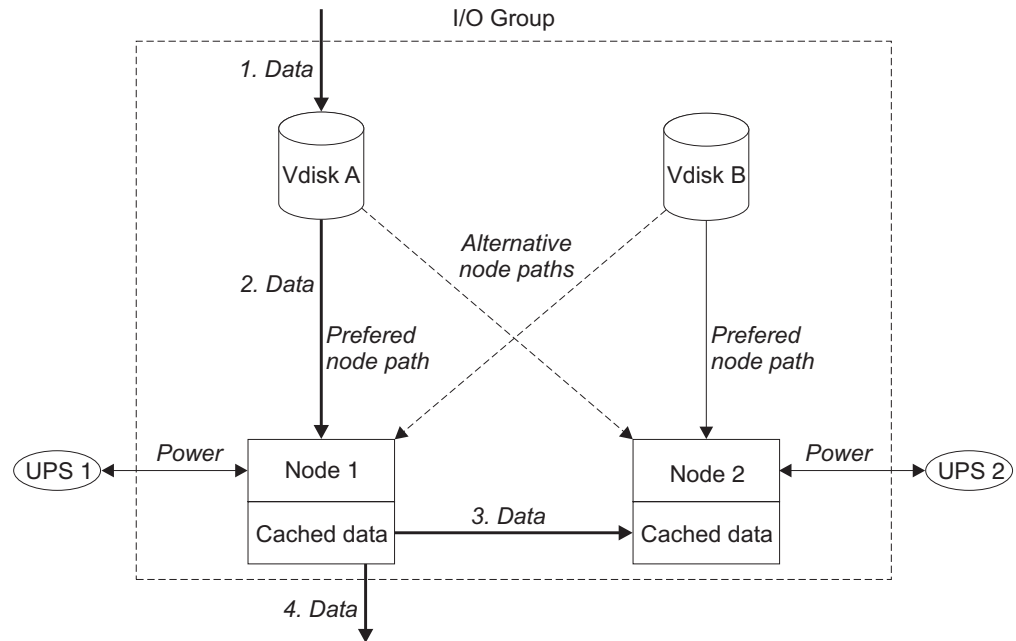 I/O Group
1. Data
Vdisk A
Vdisk B
Alternative
node paths
2. Data
Prefered
node path
Prefered
node path
UPS 1
Power
Node 1
Node 2
Power
UPS 2
Cached data
3. Data
Cached data
4. Data